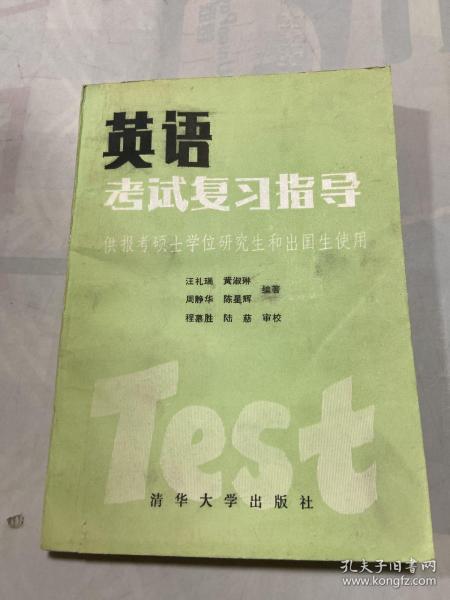 英语
考试复习指导
供报考硕士学位研究生和出国生使用
汪礼瑞 黄淑琳
周静华 陈星辉 编著
程慕胜 陆慈 审校
Test
清华大学出版社
孔夫子旧书网
www.kongfz.com